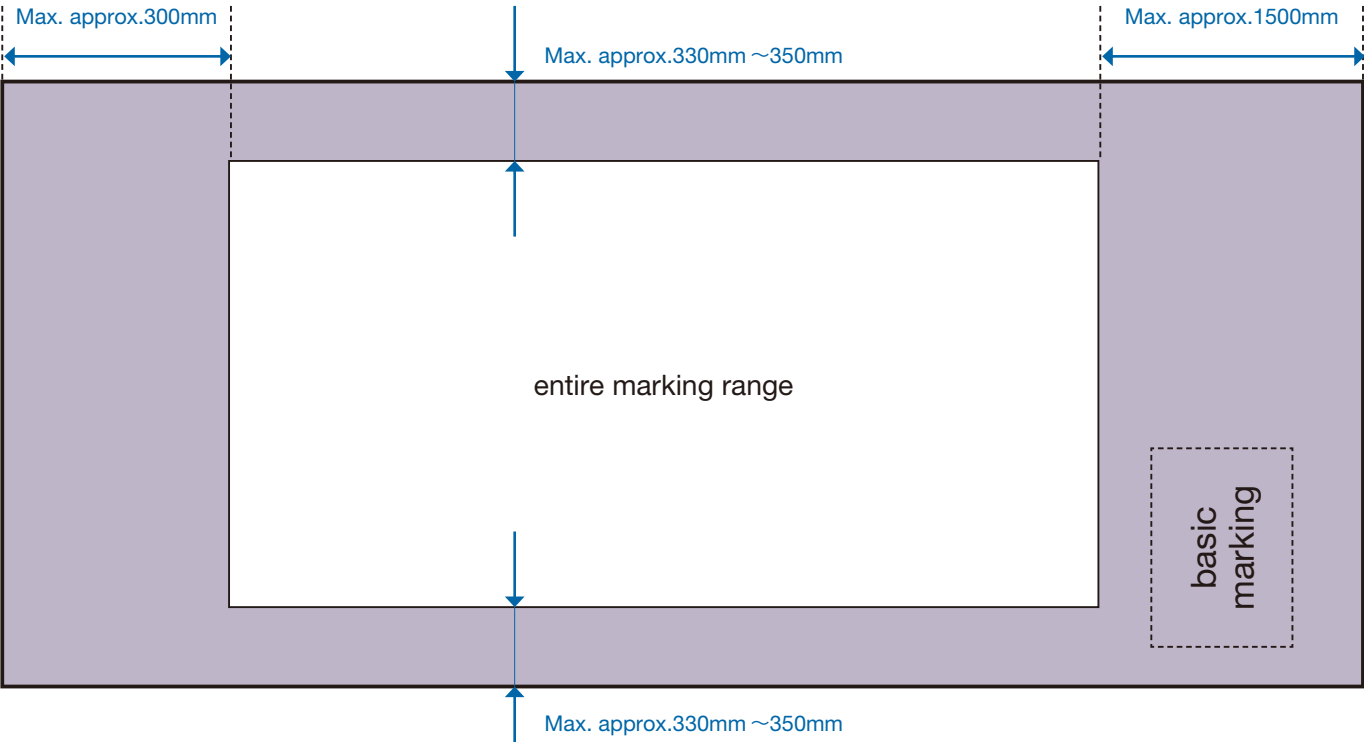 Max. approx.300mm
Max. approx.1500mm
Max. approx.330mm～350mm
entire marking range
basic
marking
Max. approx.330mm～350mm